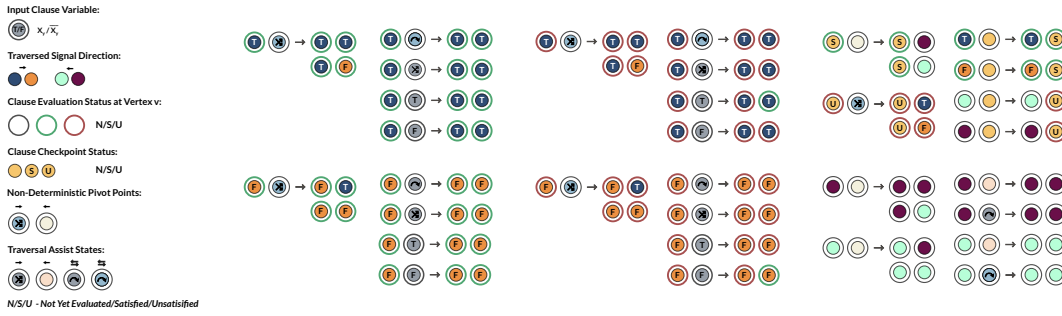 Input Clause Variable:
T/F xᵥ/x̄ᵥ
Traversed Signal Direction:
Clause Evaluation Status at Vertex v:
N/S/U
Clause Checkpoint Status:
S U N/S/U
Non-Deterministic Pivot Points:
Traversal Assist States:
N/S/U - Not Yet Evaluated/Satisfied/Unsatisified
T → T T
T F
T → T T
T → T T
T T → T T
T F → T T
F → F T
F F
F → F F
F → F F
F T → F F
F F → F F
T → T T
T F
T → T T
T → T T
T T → T T
T F → T T
F → F T
F F
F → F F
F → F F
F T → F F
F F → F F
S → S
S
U → U T
U F
T → T S
F → F S
→ U
→ U